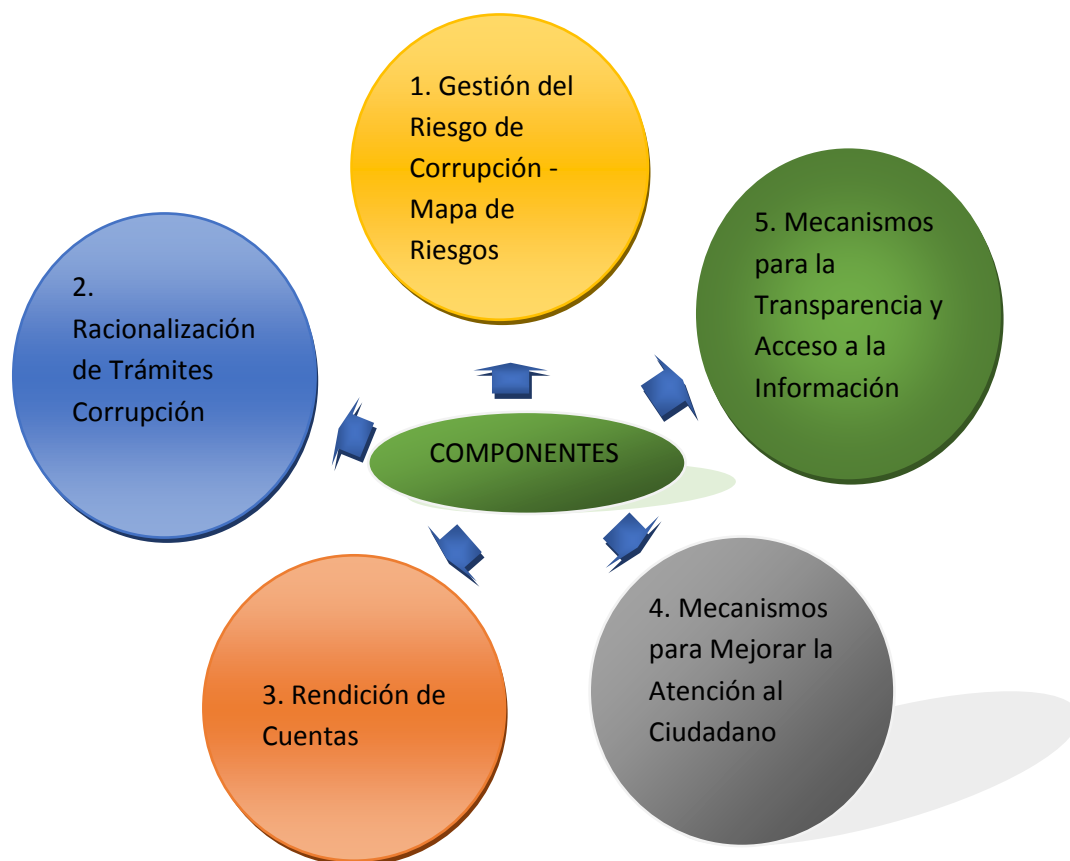 1. Gestión del
Riesgo de
Corrupción -
Mapa de
Riesgos
2.
Racionalización
de Trámites
Corrupción
3. Rendición de
Cuentas
4. Mecanismos
para Mejorar la
Atención al
Ciudadano
5. Mecanismos
para la
Transparencia y
Acceso a la
Información
COMPONENTES